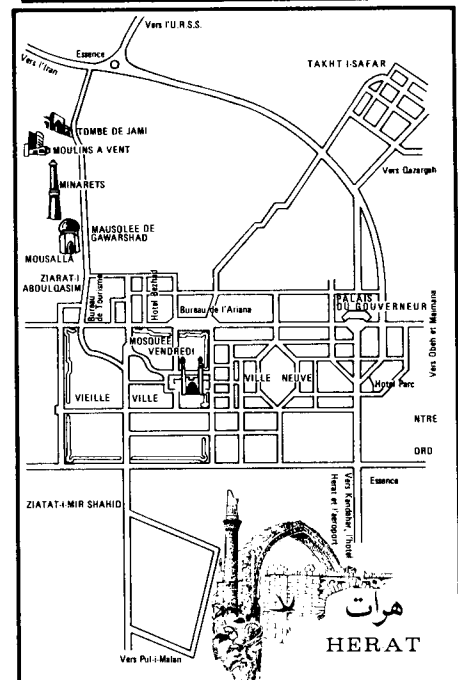 Vers l'U.R.S.S.
Essence
Vers l'Iran
TAKHT I-SAFAR
TOMBE DE JAMI
MOULINS A VENT
Vers Gazargah
MINARETS
MAUSOLEE DE
GAWARSHAD
MOUSALLA
ZIARAT-I
ABOULQASIM
Bureau
de Tourisme
Hotel Bezhad
Bureau de l'Ariana
PALAIS
DU GOUVERNEUR
Vers Obeh et Maimana
MOSQUEE
VENDREDI
VILLE NEUVE
Hotel Parc
VIEILLE VILLE
NTRE
ORD
Essence
ZIATAT-I-MIR SHAHID
Vers Kandahar, l'hotel
Herat et l'aeroport
هرات
HERAT
Vers Pul-i-Malan